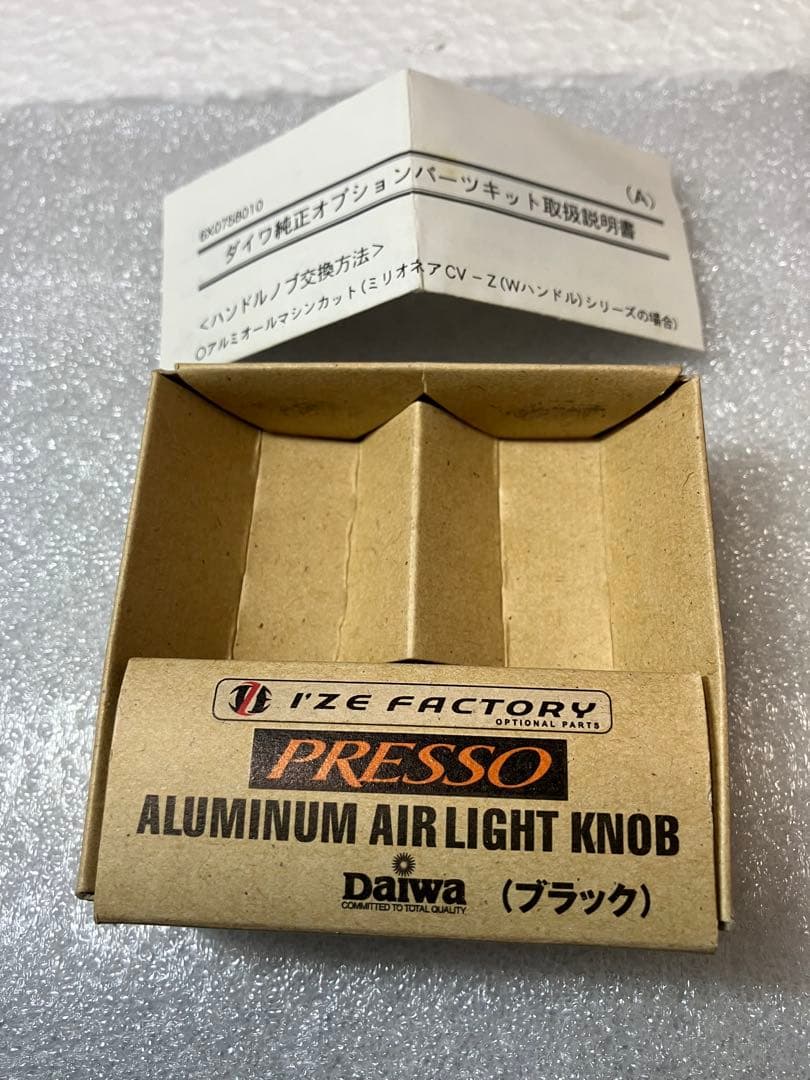 6X0758010
(A)
ダイワ純正オプションパーツキット取扱説明書
<ハンドルノブ交換方法>
○アルミオールマシンカット(ミリオネアCV－Z(Wハンドル)シリーズの場合)
I'ZE FACTORY
OPTIONAL PARTS
PRESSO
ALUMINUM AIR LIGHT KNOB
Daiwa
COMMITTED TO TOTAL QUALITY
(ブラック)